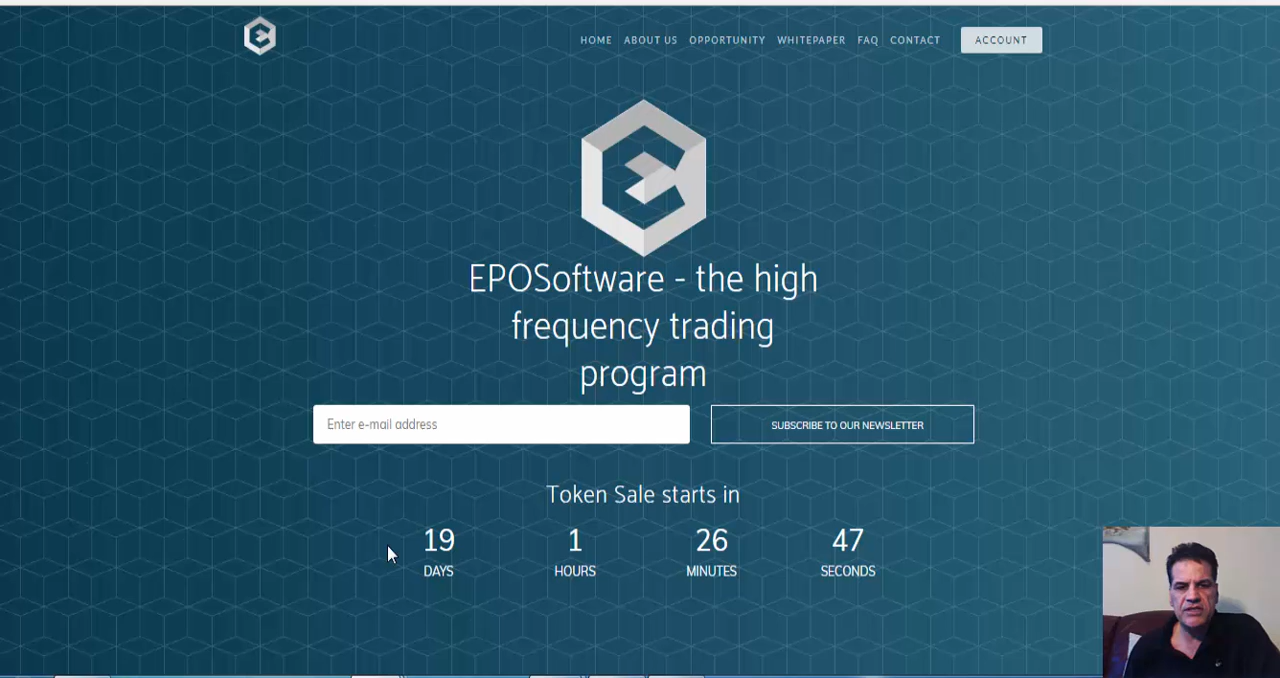 HOME ABOUT US OPPORTUNITY WHITEPAPER FAQ CONTACT ACCOUNT
EPOSoftware - the high
frequency trading
program
Enter e-mail address SUBSCRIBE TO OUR NEWSLETTER
Token Sale starts in
19 1 26 47
DAYS HOURS MINUTES SECONDS